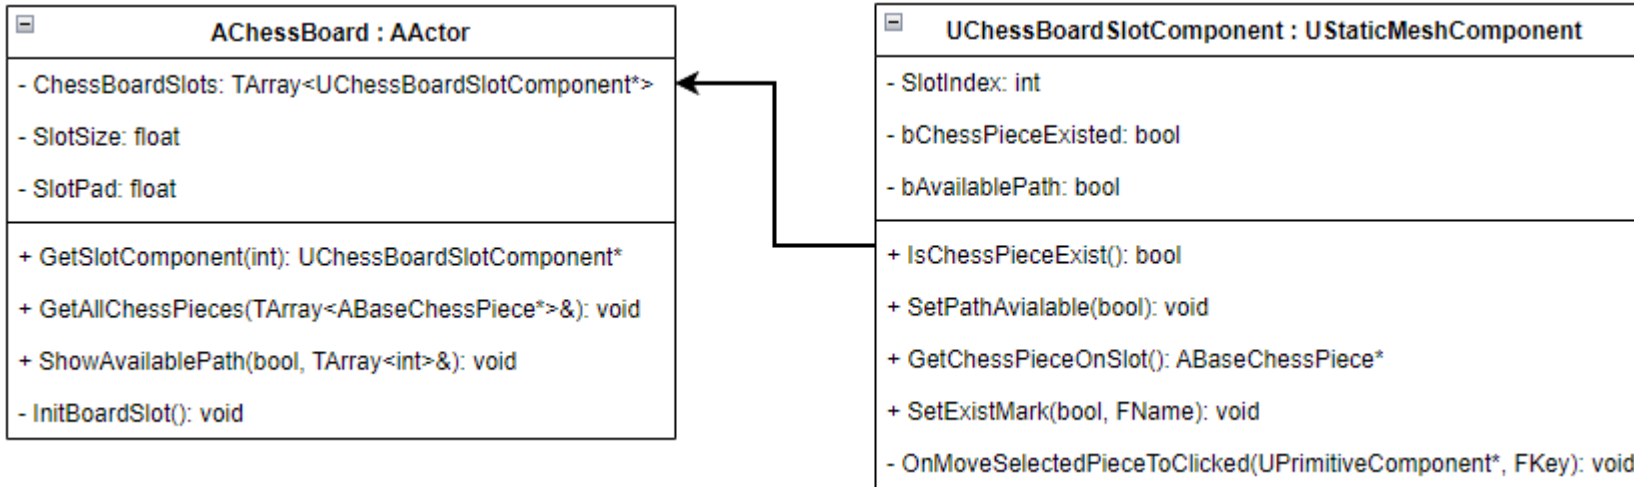 AChessBoard : AActor
- ChessBoardSlots: TArray<UChessBoardSlotComponent*>
- SlotSize: float
- SlotPad: float
+ GetSlotComponent(int): UChessBoardSlotComponent*
+ GetAllChessPieces(TArray<ABaseChessPiece*>&): void
+ ShowAvailablePath(bool, TArray<int>&): void
- InitBoardSlot(): void
UChessBoardSlotComponent : UStaticMeshComponent
- SlotIndex: int
- bChessPieceExisted: bool
- bAvailablePath: bool
+ IsChessPieceExist(): bool
+ SetPathAvialable(bool): void
+ GetChessPieceOnSlot(): ABaseChessPiece*
+ SetExistMark(bool, FName): void
- OnMoveSelectedPieceToClicked(UPrimitiveComponent*, FKey): void